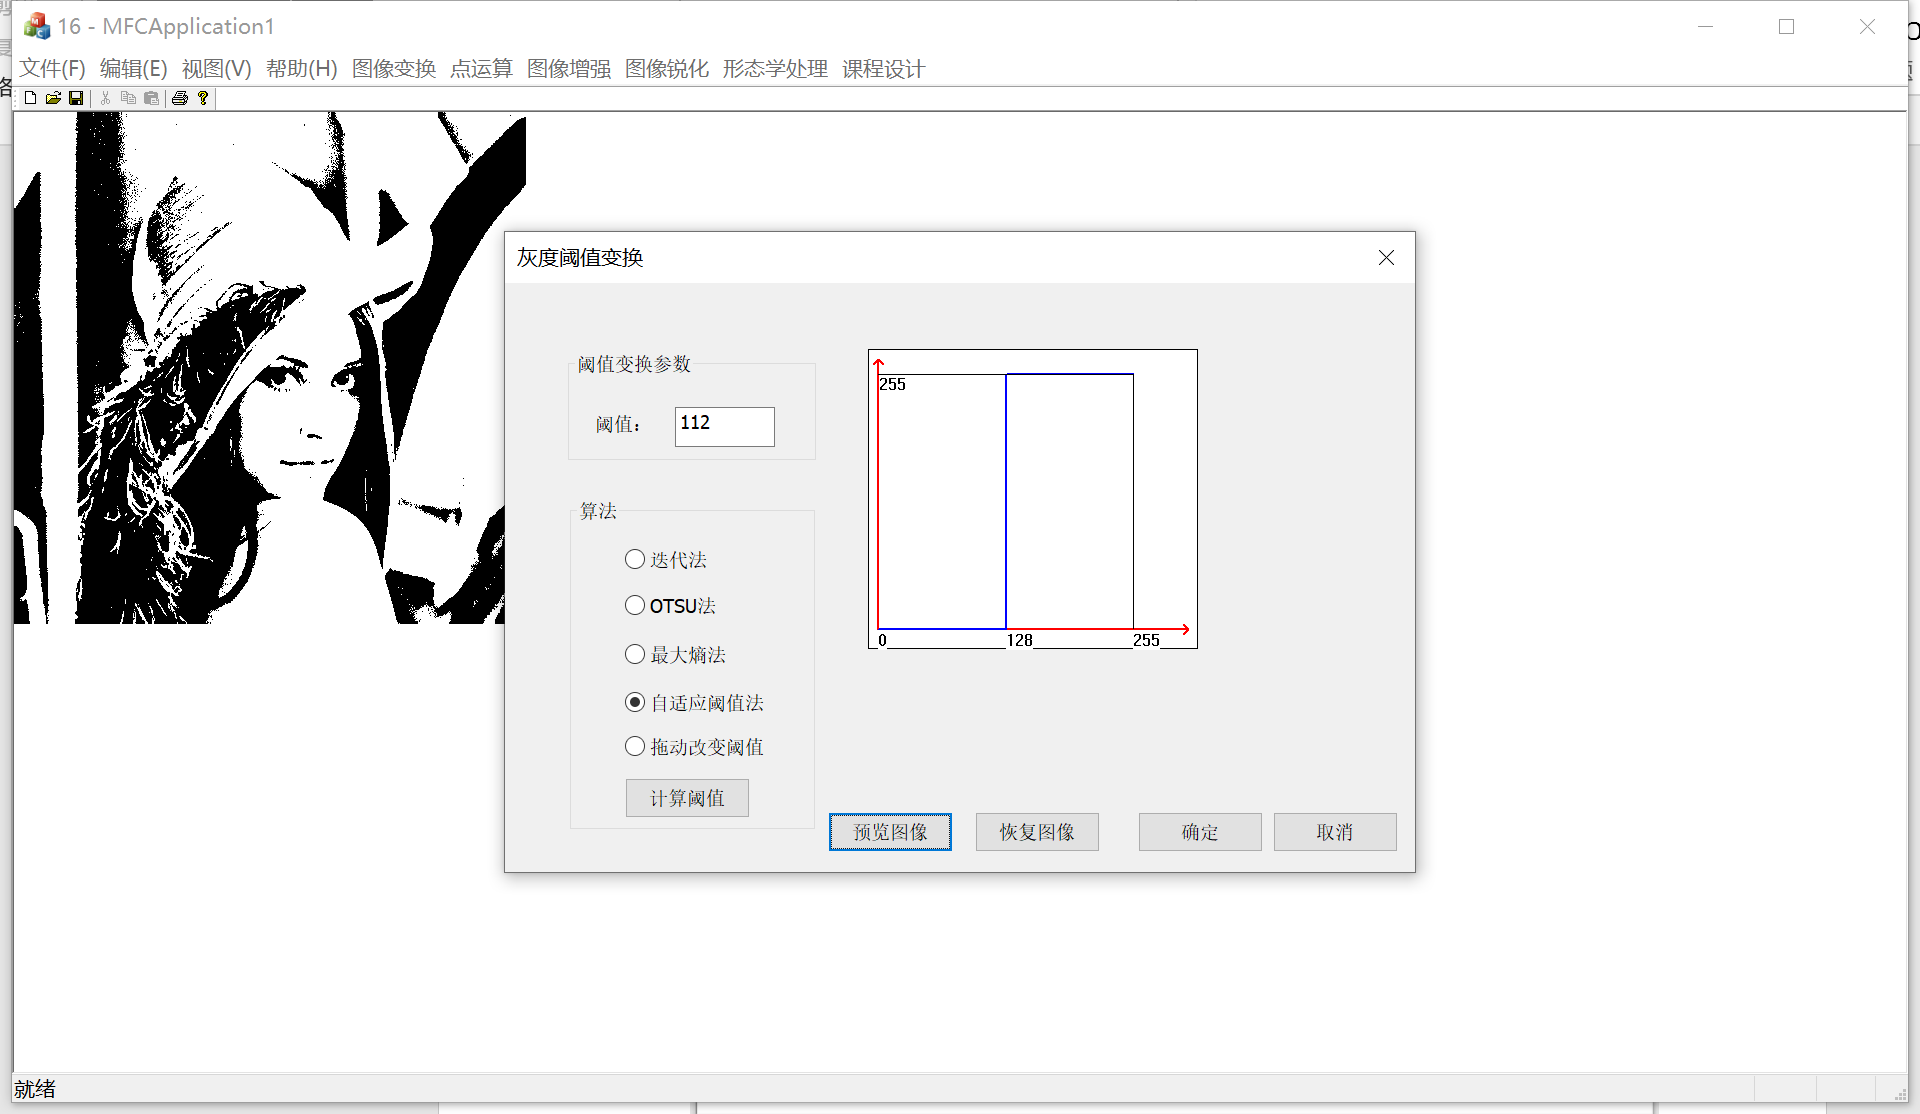 16 - MFCApplication1
文件(F) 编辑(E) 视图(V) 帮助(H) 图像变换 点运算 图像增强 图像锐化 形态学处理 课程设计
灰度阈值变换
阈值变换参数
阈值： 112
算法
迭代法
OTSU法
最大熵法
自适应阈值法
拖动改变阈值
计算阈值
255
0 128 255
预览图像 恢复图像 确定 取消
就绪